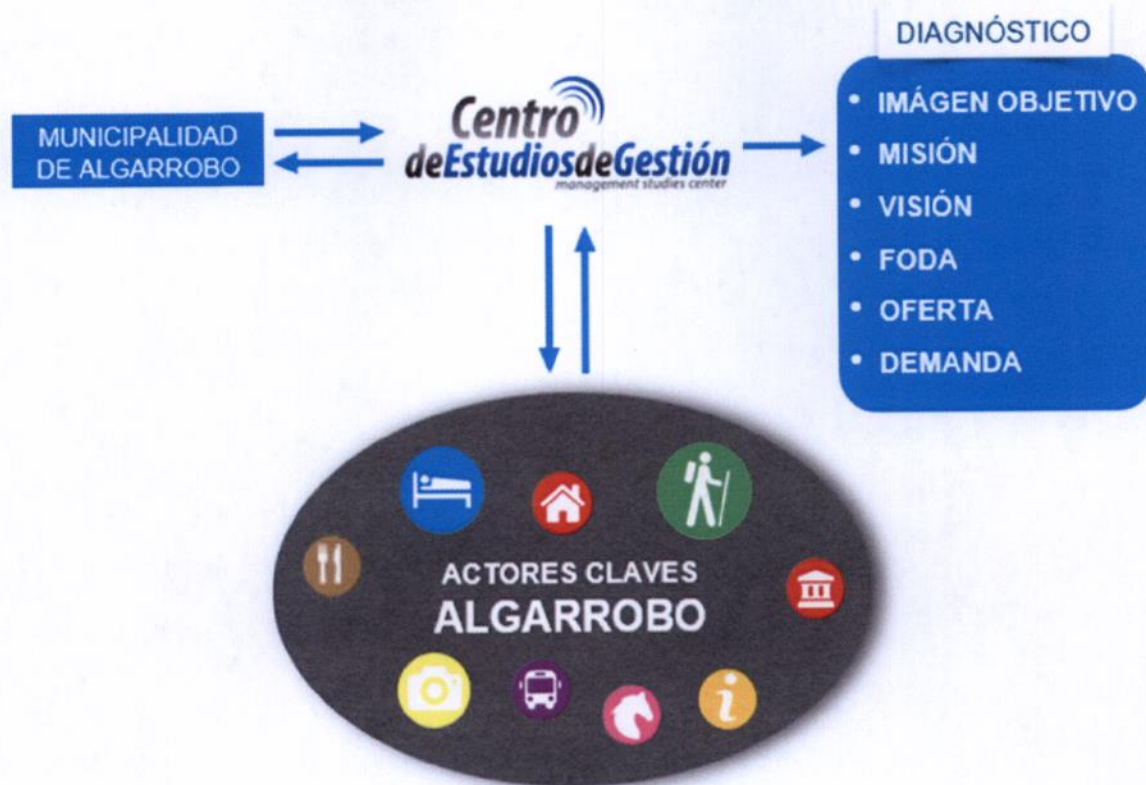 DIAGNÓSTICO
MUNICIPALIDAD
DE ALGARROBO
Centro
deEstudiosdeGestión
management studies center
• IMÁGEN OBJETIVO
• MISIÓN
• VISIÓN
• FODA
• OFERTA
• DEMANDA
ACTORES CLAVES
ALGARROBO
i